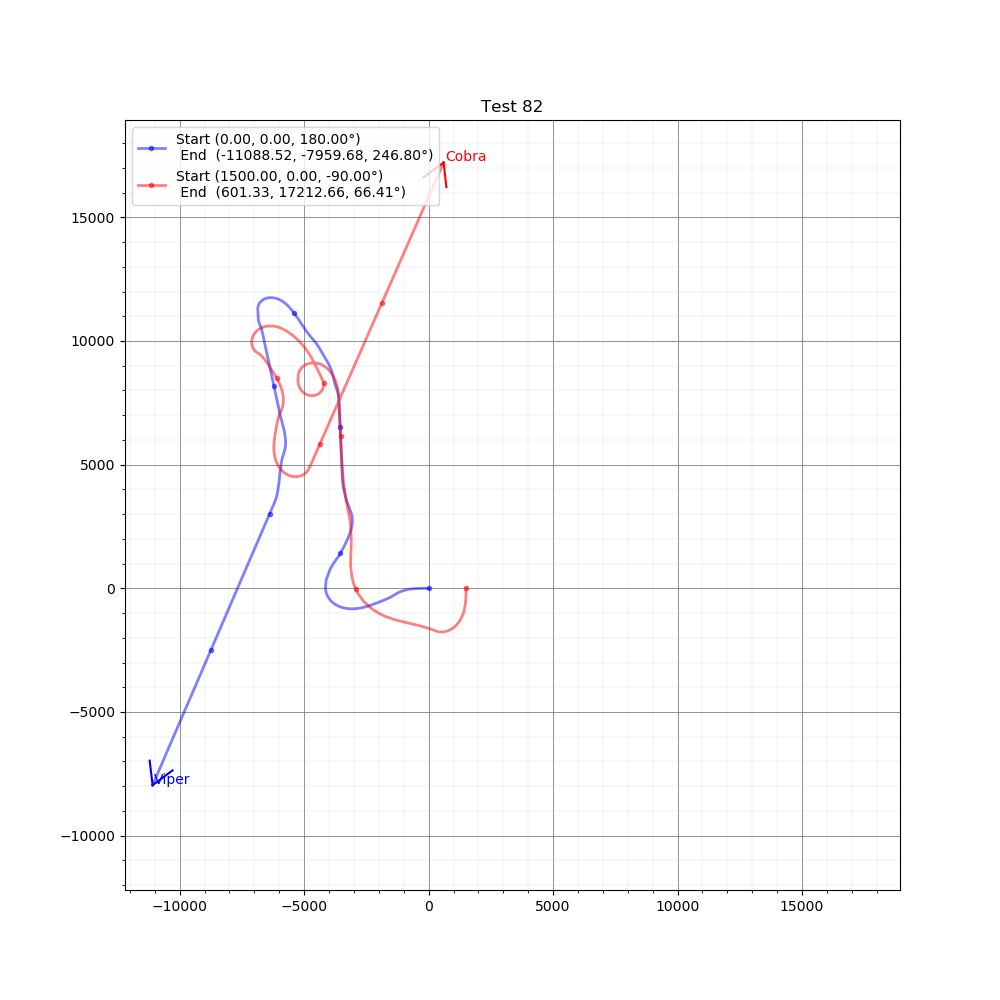 Test 82
Start (0.00, 0.00, 180.00°)
End (-11088.52, -7959.68, 246.80°)
Start (1500.00, 0.00, -90.00°)
End (601.33, 17212.66, 66.41°)
Cobra
Viper
15000
10000
5000
0
−5000
−10000
−10000
−5000
0
5000
10000
15000